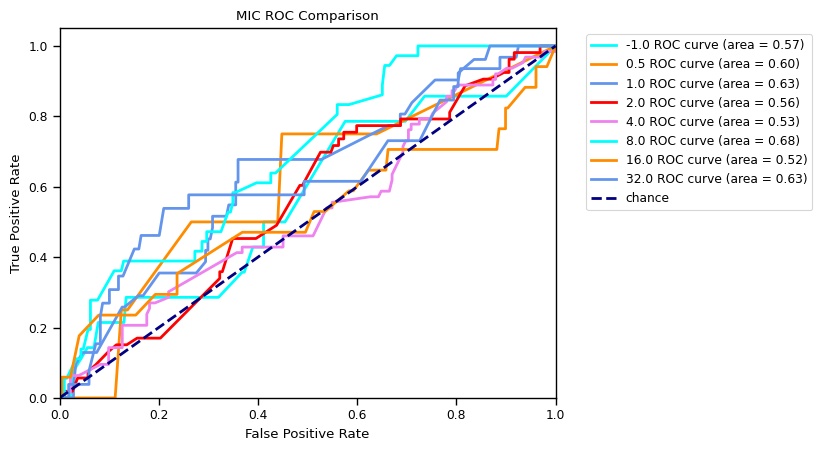 MIC ROC Comparison
1.0
0.8
0.6
0.4
0.2
0.0
True Positive Rate
0.0 0.2 0.4 0.6 0.8 1.0
False Positive Rate
-1.0 ROC curve (area = 0.57)
0.5 ROC curve (area = 0.60)
1.0 ROC curve (area = 0.63)
2.0 ROC curve (area = 0.56)
4.0 ROC curve (area = 0.53)
8.0 ROC curve (area = 0.68)
16.0 ROC curve (area = 0.52)
32.0 ROC curve (area = 0.63)
chance